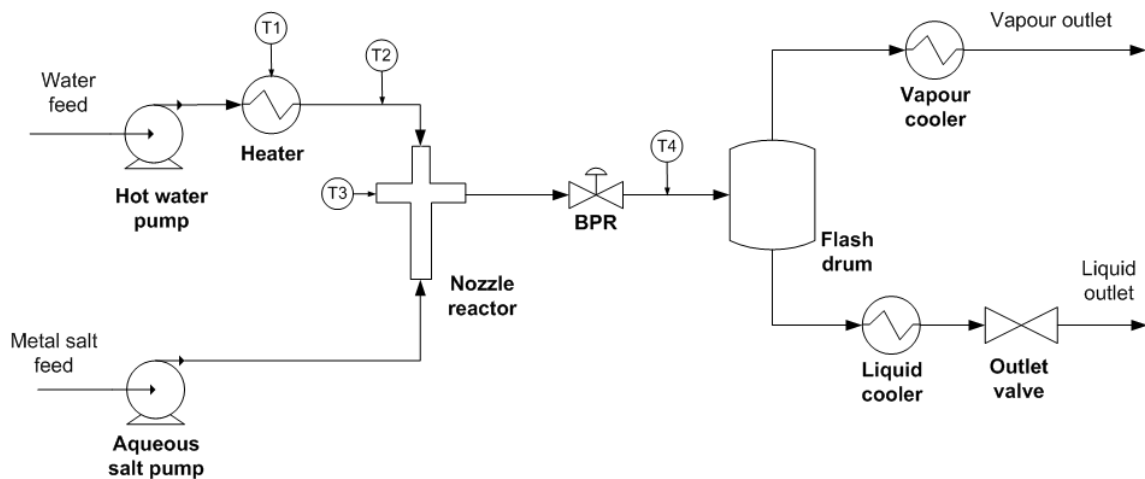 T1
T2
Water
feed
Heater
Hot water
pump
T3
Nozzle
reactor
BPR
T4
Flash
drum
Vapour
cooler
Vapour outlet
Metal salt
feed
Aqueous
salt pump
Liquid
cooler
Outlet
valve
Liquid
outlet